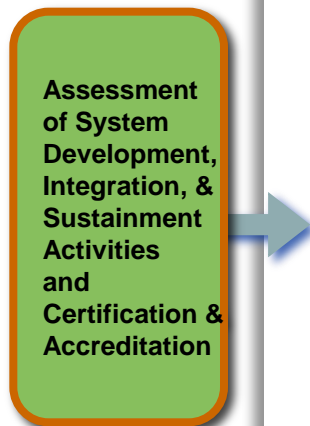 Assessment
of System
Development,
Integration, &
Sustainment
Activities
and
Certification &
Accreditation